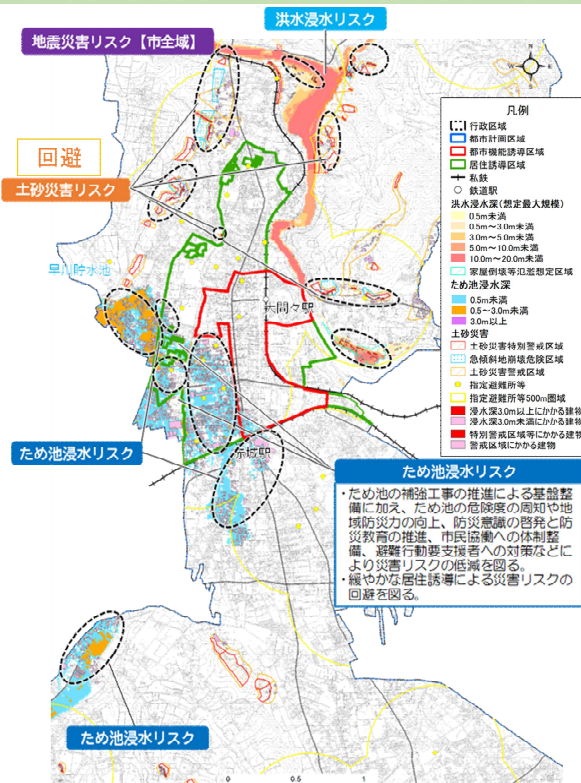 洪水浸水リスク
地震災害リスク【市全域】
回避
土砂災害リスク
早川貯水池
大間々駅
赤城駅
ため池浸水リスク
N
W
E
S
凡例
行政区域
都市計画区域
都市機能誘導区域
居住誘導区域
私鉄
鉄道駅
洪水浸水深(想定最大規模)
0.5m未満
0.5m~3.0m未満
3.0m~5.0m未満
5.0m~10.0m未満
10.0m~20.0m未満
家屋倒壊等氾濫想定区域
ため池浸水深
0.5m未満
0.5~3.0m未満
3.0m以上
土砂災害
土砂災害特別警戒区域
急傾斜地崩壊危険区域
土砂災害警戒区域
指定避難所等
指定避難所等500m圏域
浸水深3.0m以上にかかる建物
浸水深3.0m未満にかかる建物
特別警戒区域等にかかる建物
警戒区域にかかる建物
ため池浸水リスク
・ため池の補強工事の推進による基盤整
備に加え、ため池の危険度の周知や地
域防災力の向上、防災意識の啓発と防
災教育の推進、市民協働への体制整
備、避難行動要支援者への対策などに
より災害リスクの低減を図る。
・緩やかな居住誘導による災害リスクの
回避を図る。
ため池浸水リスク
0 0.5 1